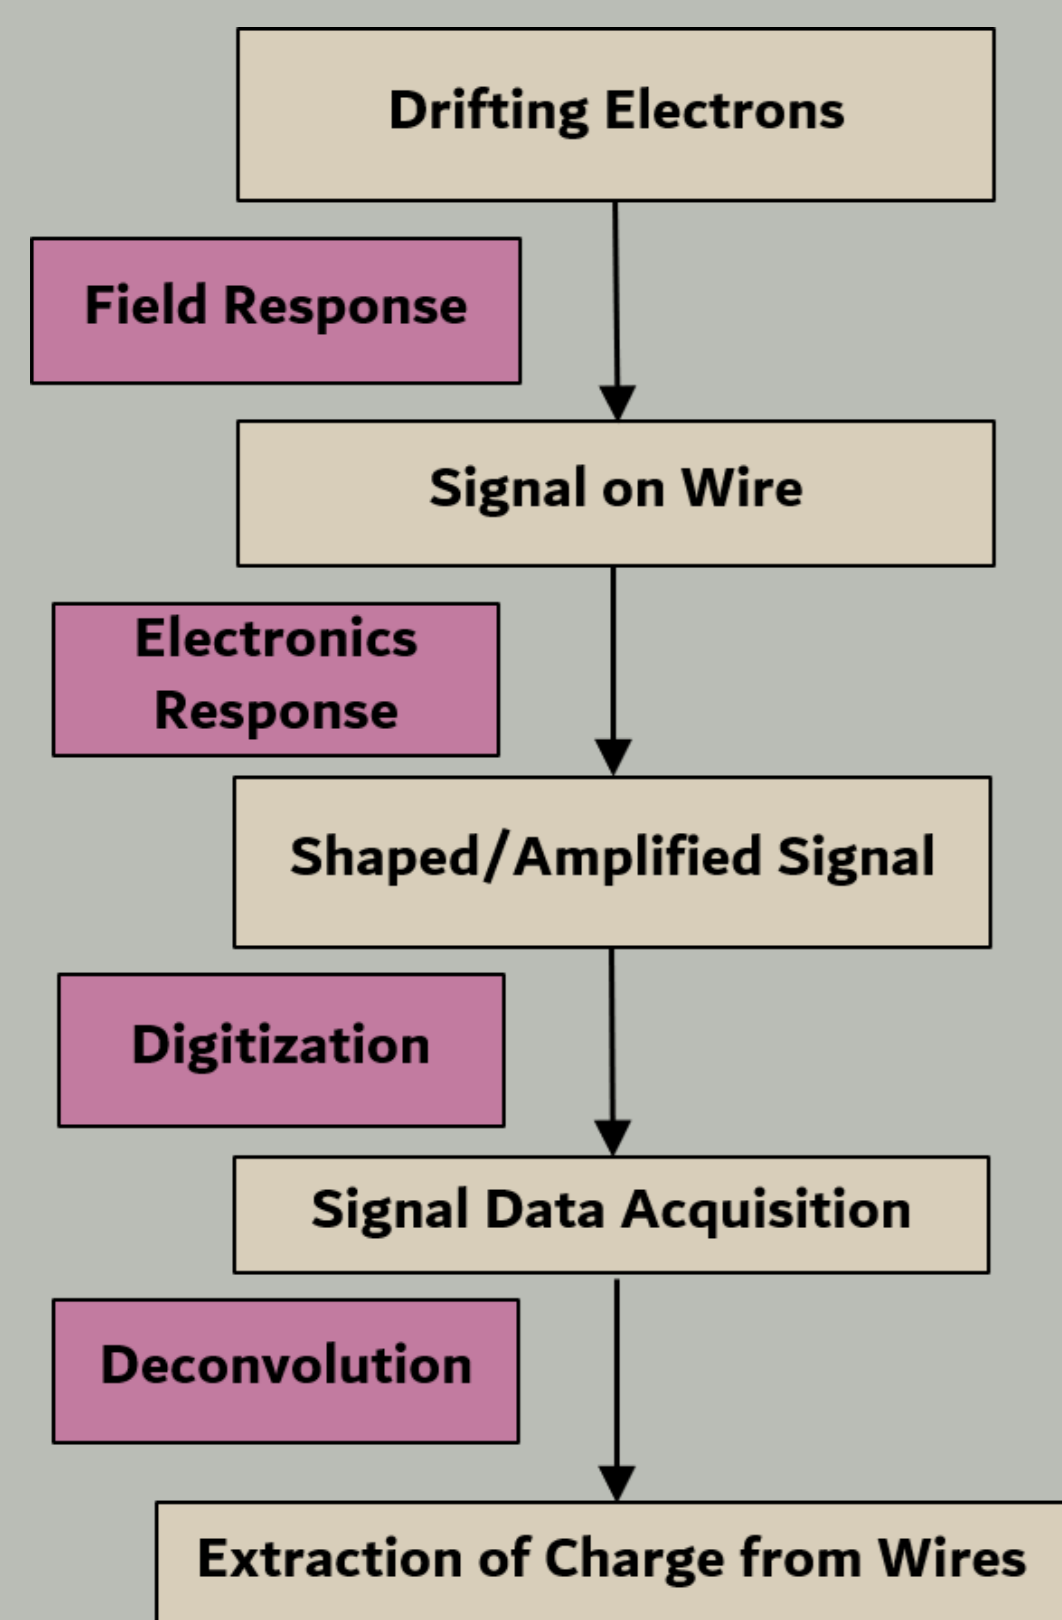 Drifting Electrons
Field Response
Signal on Wire
Electronics
Response
Shaped/Amplified Signal
Digitization
Signal Data Acquisition
Deconvolution
Extraction of Charge from Wires